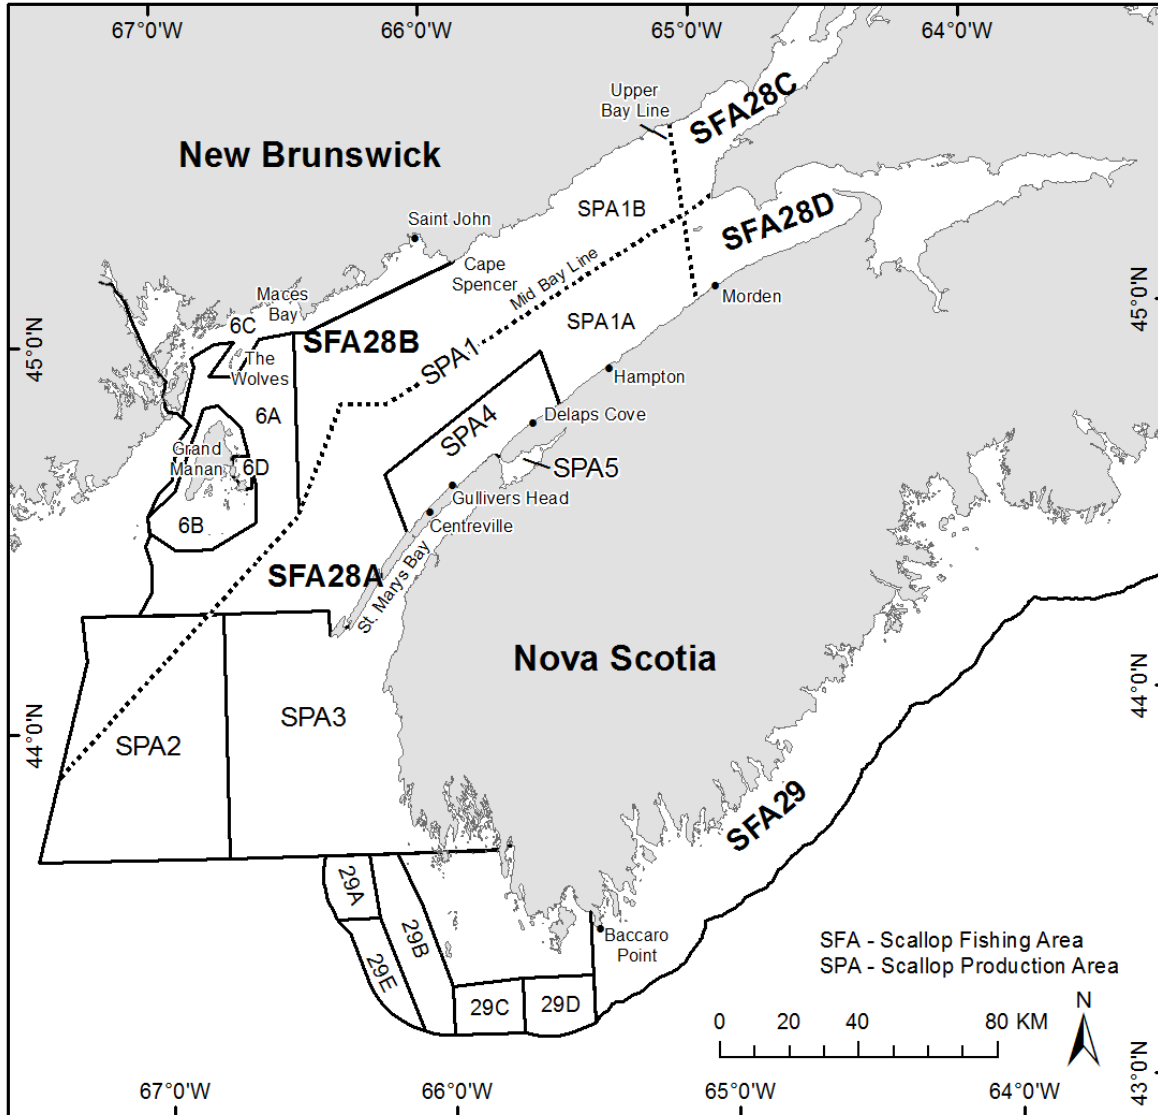 67°0'W
66°0'W
65°0'W
64°0'W
Upper
Bay Line
SFA28C
New Brunswick
SPA1B
SFA28D
Saint John
Cape
Spencer
Mid Bay Line
Maces
Bay
Morden
45°0'N
45°0'N
6C
SFA28B
SPA1A
The
Wolves
SPA1
Hampton
6A
SPA4
Delaps Cove
Grand
Manan
6D
SPA5
Gullivers Head
6B
Centreville
SFA28A
St. Marys Bay
Nova Scotia
44°0'N
44°0'N
SPA3
SPA2
SFA29
29A
29B
Baccaro
Point
29E
29C
29D
SFA - Scallop Fishing Area
SPA - Scallop Production Area
N
0 20 40 80 KM
43°0'N
67°0'W
66°0'W
65°0'W
64°0'W